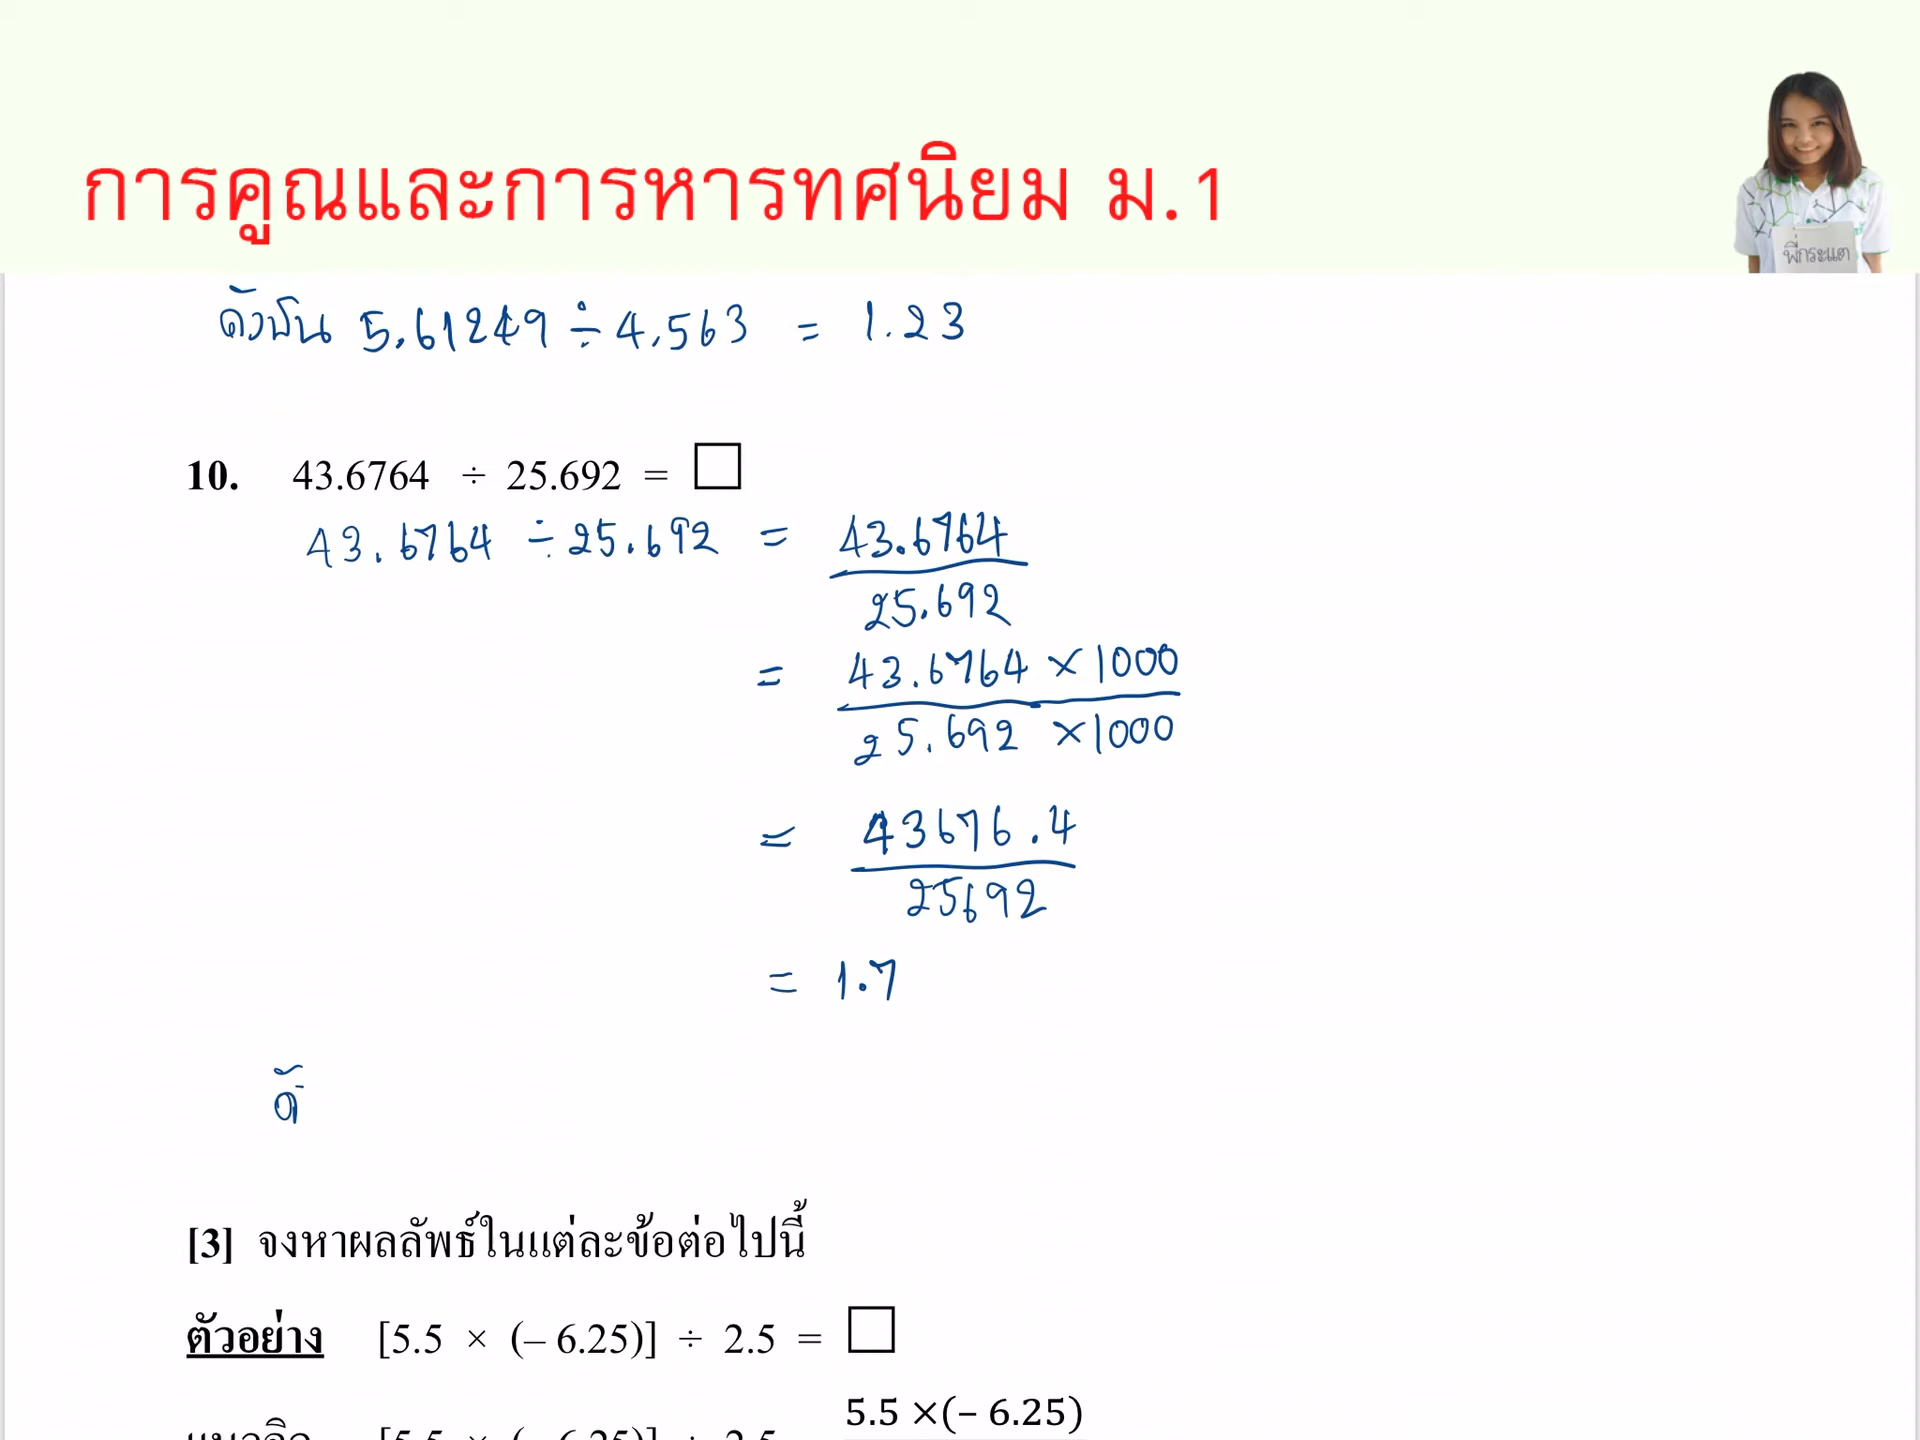 การคูณและการหารทศนิยม ม.1
พี่กระแต
ดังนั้น 5.61249 ÷ 4.563 = 1.23
10. 43.6764 ÷ 25.692 = □
43.6764 ÷ 25.692 = 43.6764
25.692
= 43.6764 × 1000
25.692 × 1000
= 43676.4
25692
= 1.7
ดั
[3] จงหาผลลัพธ์ในแต่ละข้อต่อไปนี้
ตัวอย่าง [5.5 × (– 6.25)] ÷ 2.5 = □
5.5 ×(– 6.25)